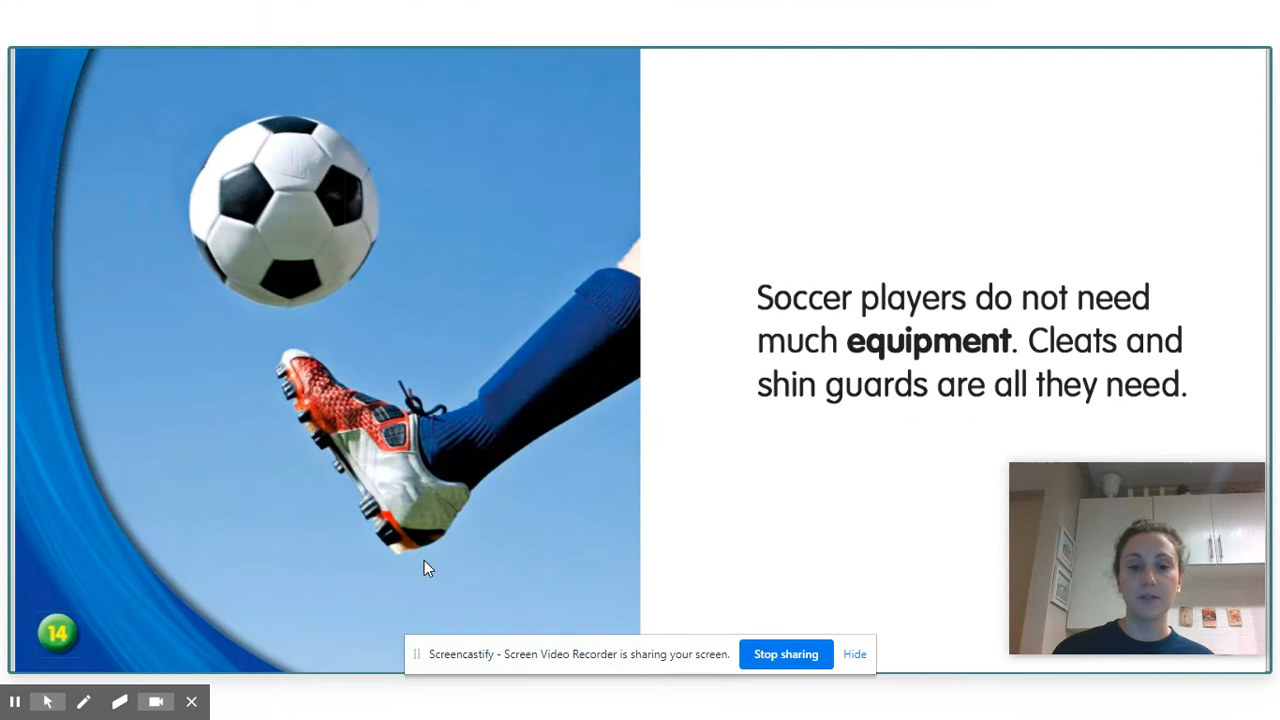 Soccer players do not need
much equipment. Cleats and
shin guards are all they need.
14
Screencastify - Screen Video Recorder is sharing your screen.
Stop sharing
Hide